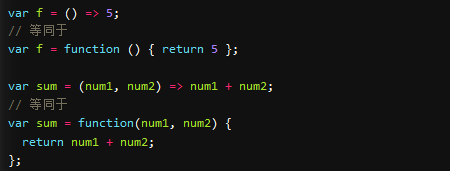 var f = () => 5;
// 等同于
var f = function () { return 5 };
var sum = (num1, num2) => num1 + num2;
// 等同于
var sum = function(num1, num2) {
  return num1 + num2;
};